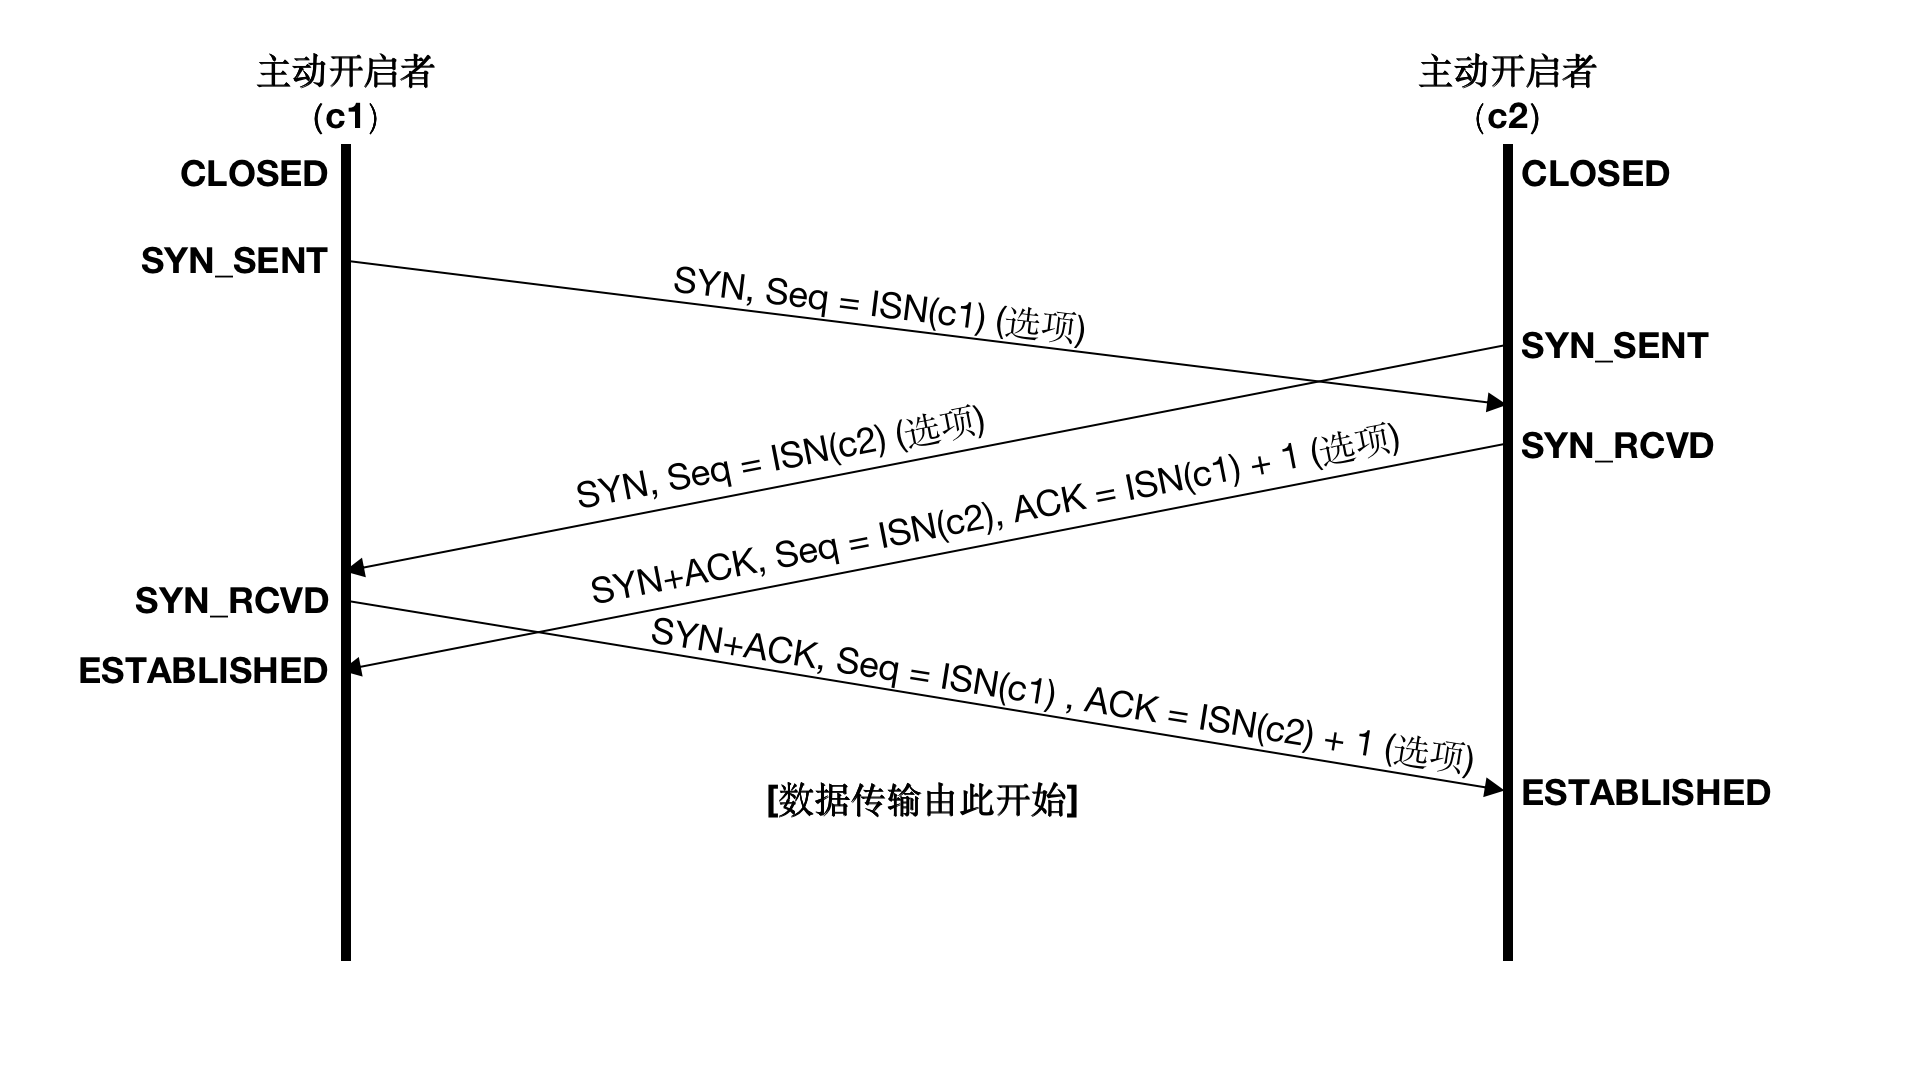 主动开启者
（c1）
主动开启者
（c2）
CLOSED
CLOSED
SYN_SENT
SYN, Seq = ISN(c1) (选项)
SYN_SENT
SYN, Seq = ISN(c2) (选项)
SYN_RCVD
SYN+ACK, Seq = ISN(c2), ACK = ISN(c1) + 1 (选项)
SYN_RCVD
ESTABLISHED
SYN+ACK, Seq = ISN(c1) , ACK = ISN(c2) + 1 (选项)
[数据传输由此开始]
ESTABLISHED